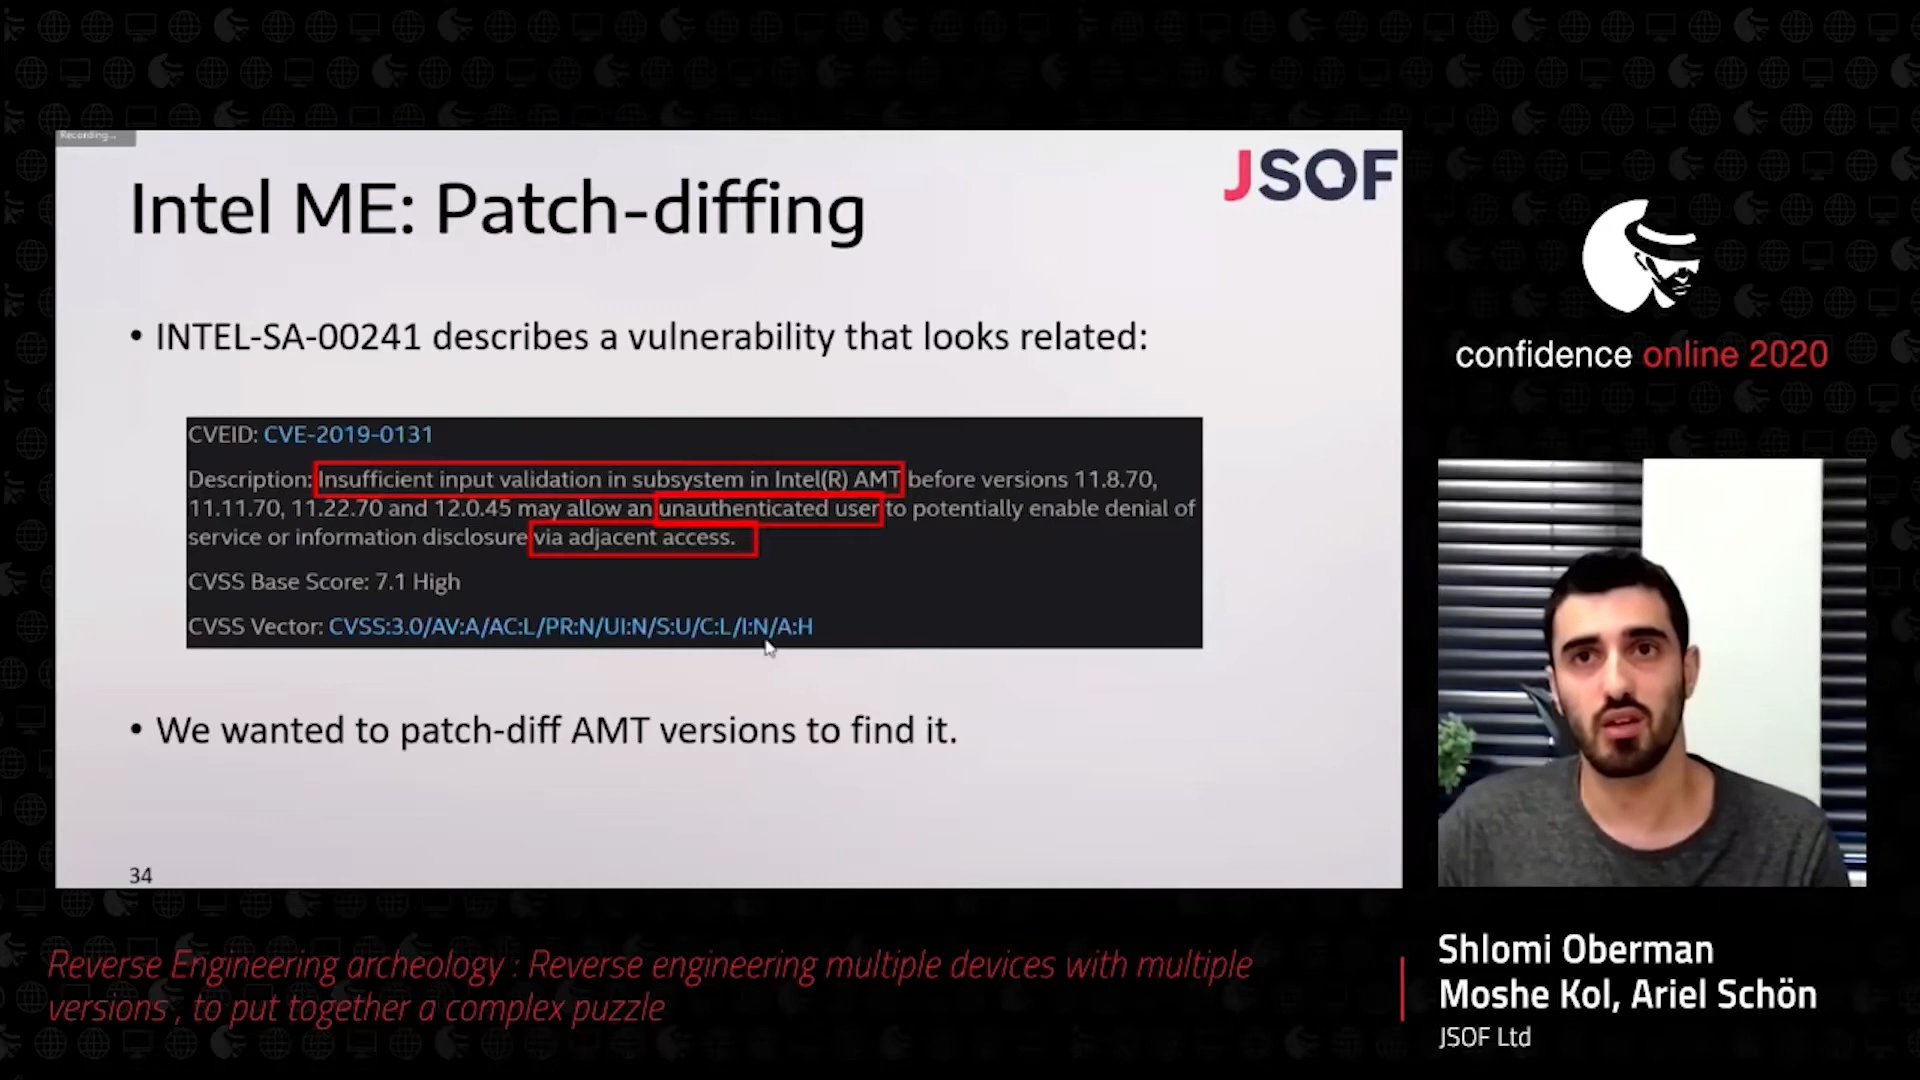 Recording...
JSOF
Intel ME: Patch-diffing
• INTEL-SA-00241 describes a vulnerability that looks related:
CVEID: CVE-2019-0131
Description: Insufficient input validation in subsystem in Intel(R) AMT before versions 11.8.70,
11.11.70, 11.22.70 and 12.0.45 may allow an unauthenticated user to potentially enable denial of
service or information disclosure via adjacent access.
CVSS Base Score: 7.1 High
CVSS Vector: CVSS:3.0/AV:A/AC:L/PR:N/UI:N/S:U/C:L/I:N/A:H
• We wanted to patch-diff AMT versions to find it.
34
confidence online 2020
Reverse Engineering archeology : Reverse engineering multiple devices with multiple
versions , to put together a complex puzzle
Shlomi Oberman
Moshe Kol, Ariel Schön
JSOF Ltd